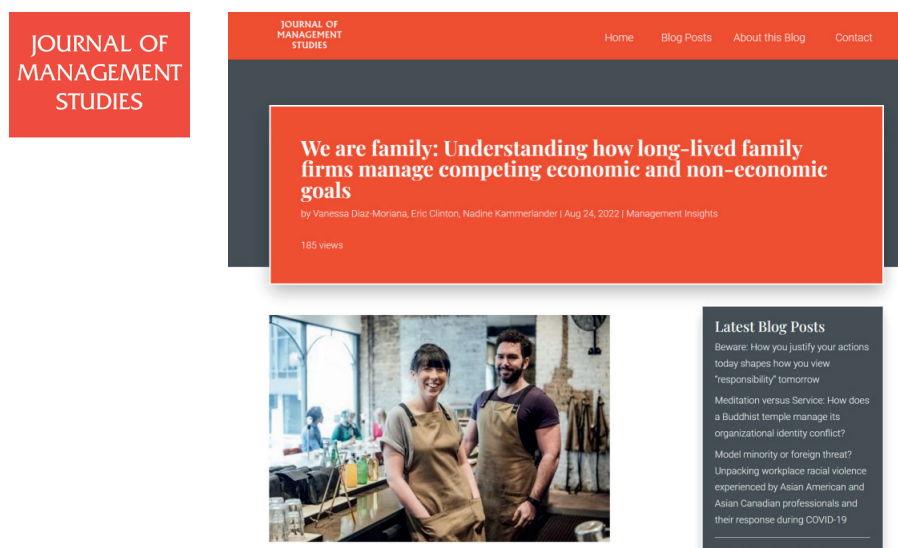 JOURNAL OF
MANAGEMENT
STUDIES
JOURNAL OF
MANAGEMENT
STUDIES
Home Blog Posts About this Blog Contact
We are family: Understanding how long-lived family
firms manage competing economic and non-economic
goals
by Vanessa Diaz-Moriana, Eric Clinton, Nadine Kammerlander | Aug 24, 2022 | Management Insights
185 views
Latest Blog Posts
Beware: How you justify your actions
today shapes how you view
"responsibility" tomorrow
Meditation versus Service: How does
a Buddhist temple manage its
organizational identity conflict?
Model minority or foreign threat?
Unpacking workplace racial violence
experienced by Asian American and
Asian Canadian professionals and
their response during COVID-19